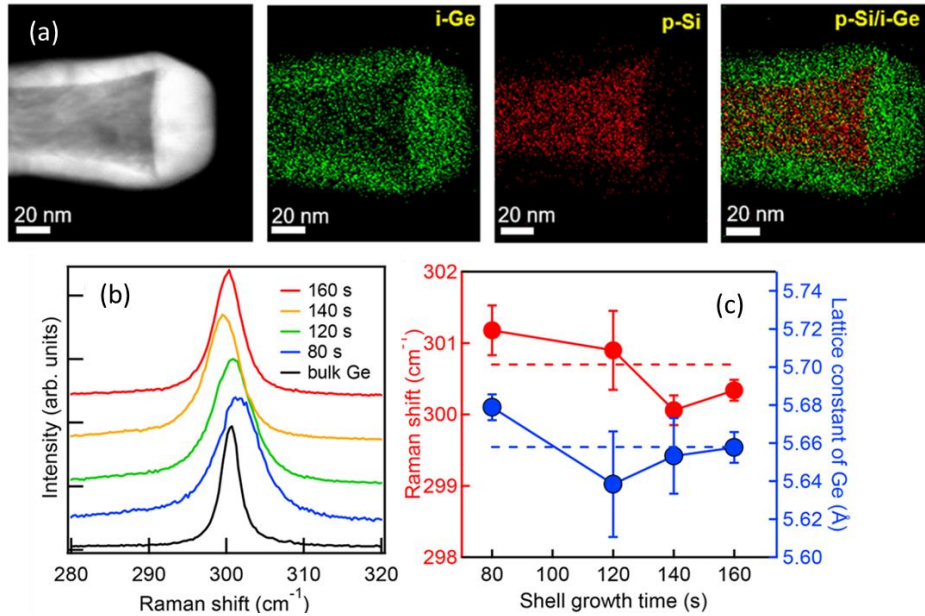 (a)
i-Ge
p-Si
p-Si/i-Ge
20 nm
20 nm
20 nm
20 nm
(b)
160 s
140 s
120 s
80 s
bulk Ge
Intensity (arb. units)
280
290
300
310
320
Raman shift (cm⁻¹)
(c)
302
301
300
299
298
Raman shift (cm⁻¹)
5.74
5.72
5.70
5.68
5.66
5.64
5.62
5.60
Lattice constant of Ge (Å)
80
100
120
140
160
Shell growth time (s)